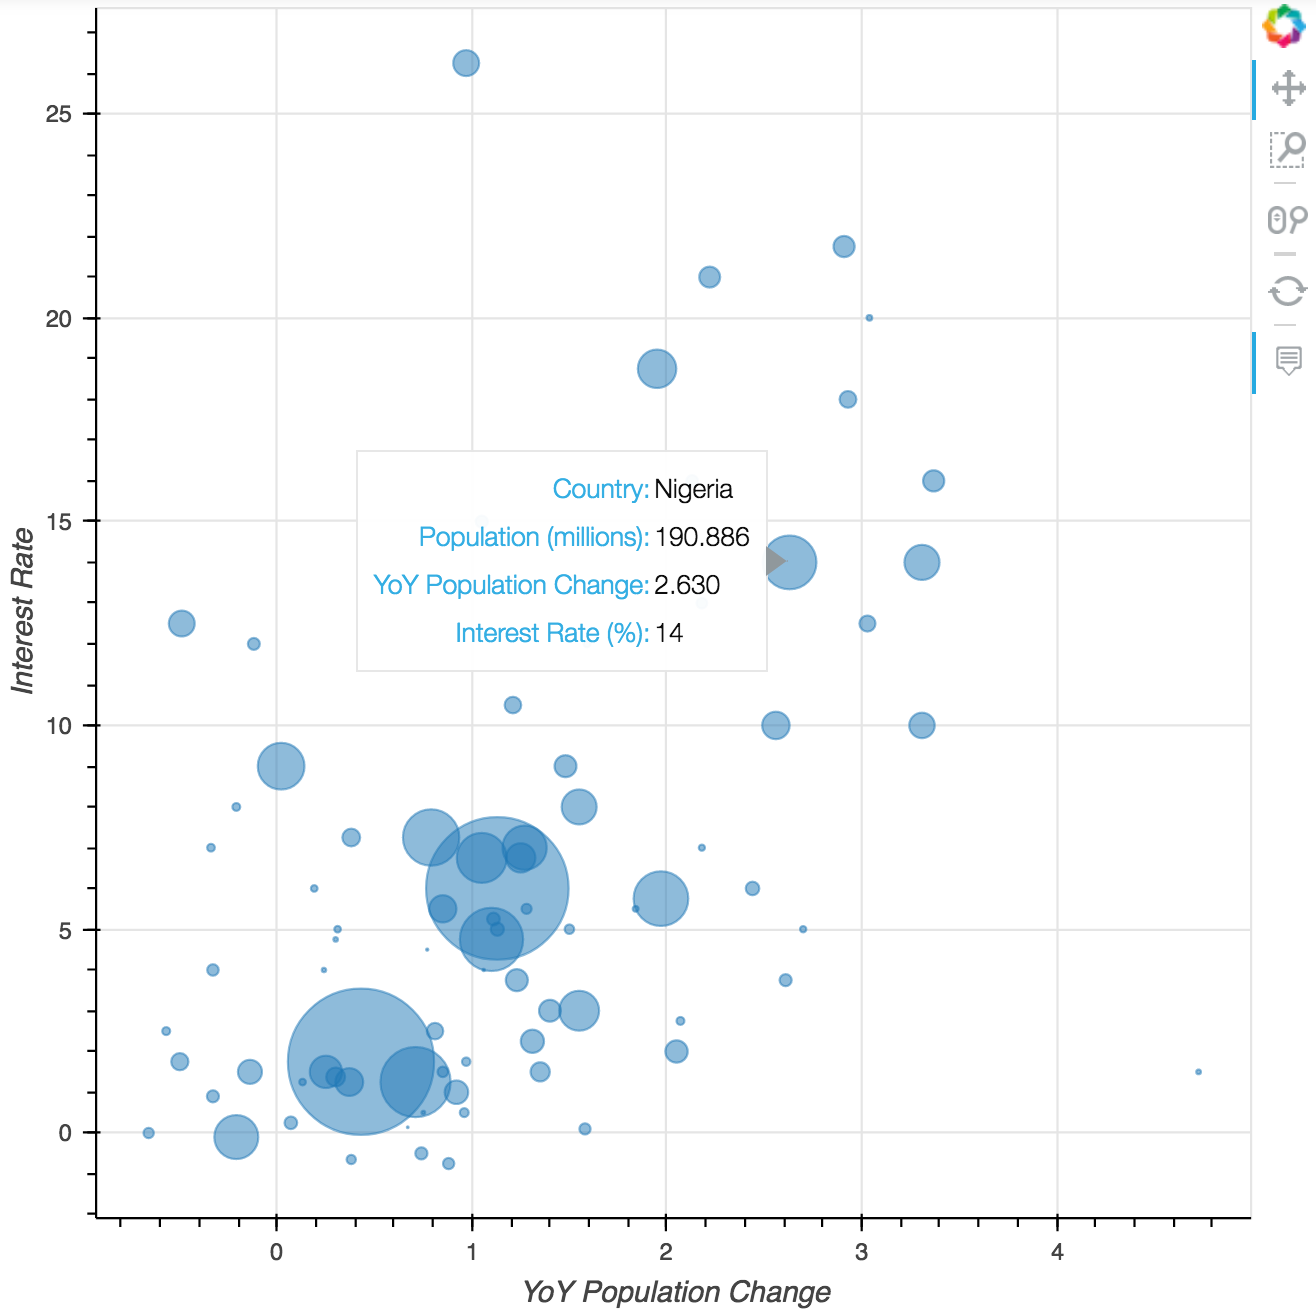 25
20
15
10
5
0
Interest Rate
Country: Nigeria
Population (millions): 190.886
YoY Population Change: 2.630
Interest Rate (%): 14
0 1 2 3 4
YoY Population Change